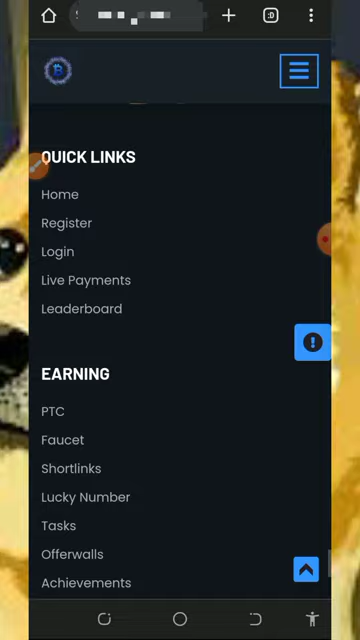 :D
QUICK LINKS
Home
Register
Login
Live Payments
Leaderboard
EARNING
PTC
Faucet
Shortlinks
Lucky Number
Tasks
Offerwalls
Achievements